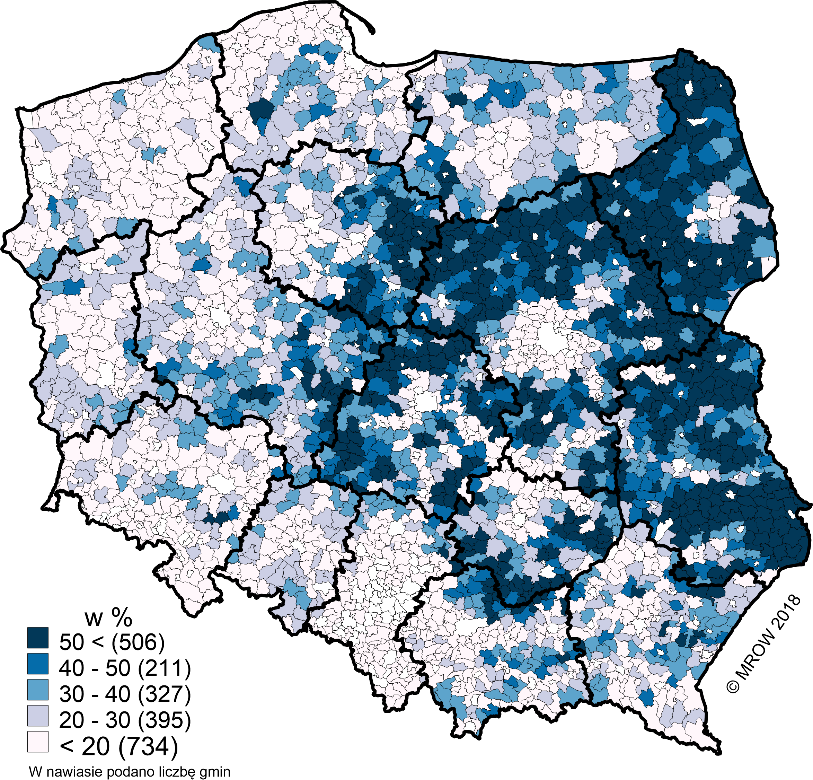 w %
50 < (506)
40 - 50 (211)
30 - 40 (327)
20 - 30 (395)
< 20 (734)
W nawiasie podano liczbę gmin
© MROW 2018